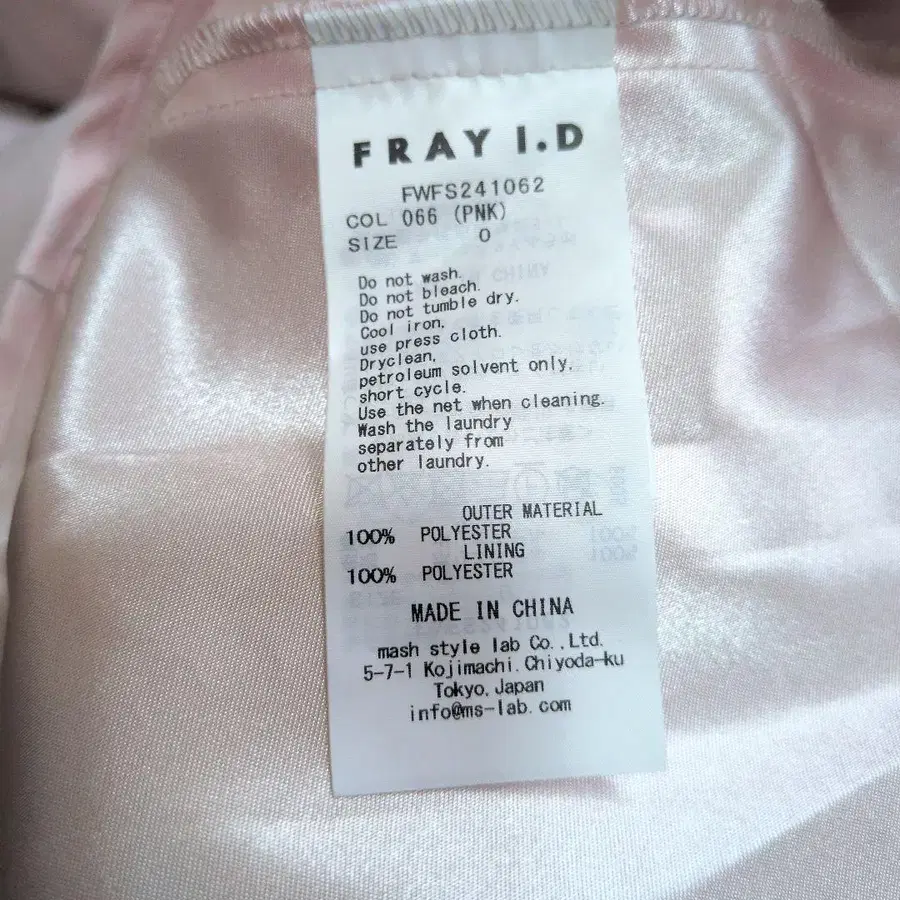 FRAY I.D
FWFS241062
COL 066 (PNK)
SIZE 0
Do not wash.
Do not bleach.
Do not tumble dry.
Cool iron,
use press cloth.
Dryclean,
petroleum solvent only,
short cycle.
Use the net when cleaning.
Wash the laundry
separately from
other laundry.
OUTER MATERIAL
100% POLYESTER
LINING
100% POLYESTER
MADE IN CHINA
mash style lab Co.,Ltd.
5-7-1 Kojimachi.Chiyoda-ku
Tokyo,Japan
info@ms-lab.com